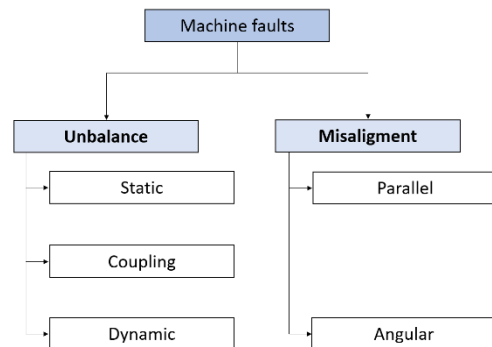 Machine faults
Unbalance
Static
Coupling
Dynamic
Misaligment
Parallel
Angular